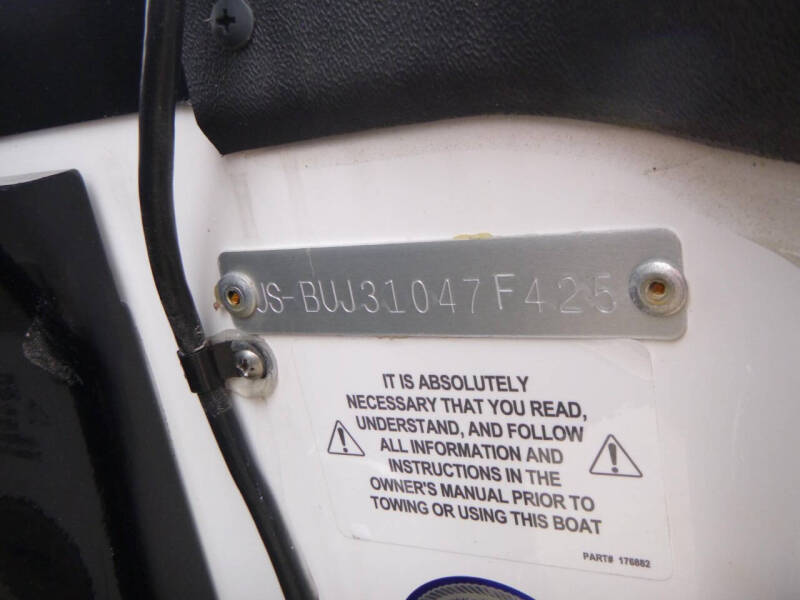 US-BUJ31047F425
IT IS ABSOLUTELY
NECESSARY THAT YOU READ,
UNDERSTAND, AND FOLLOW
ALL INFORMATION AND
INSTRUCTIONS IN THE
OWNER'S MANUAL PRIOR TO
TOWING OR USING THIS BOAT
PART# 176882